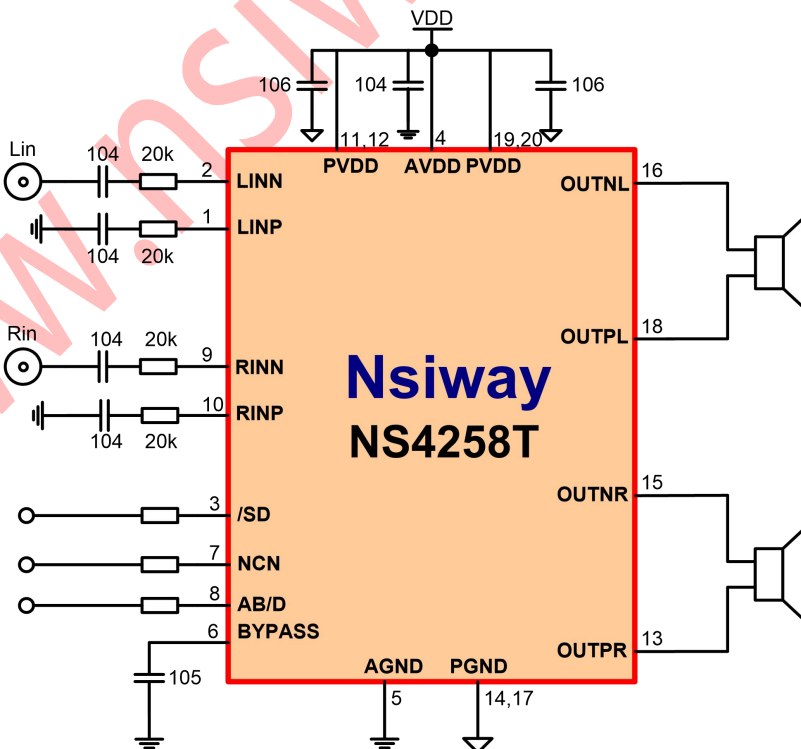 VDD
106
104
106
11,12
4
19,20
PVDD
AVDD
PVDD
Lin
104
20k
2
LINN
1
LINP
104
20k
Rin
104
20k
9
RINN
10
RINP
104
20k
3
/SD
7
NCN
8
AB/D
6
BYPASS
105
Nsiway
NS4258T
OUTNL
16
OUTPL
18
OUTNR
15
OUTPR
13
AGND
PGND
5
14,17